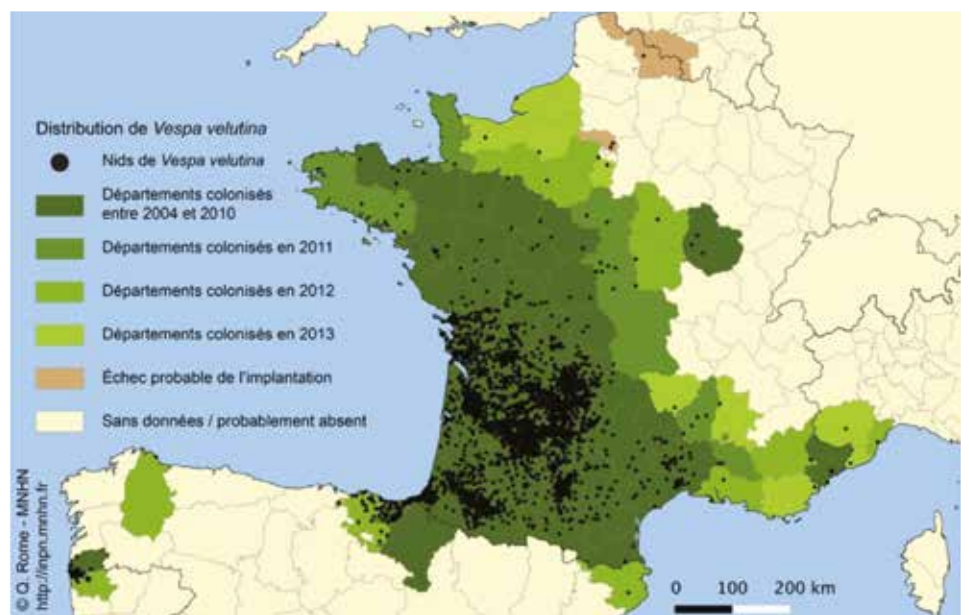 Distribution de Vespa velutina
Nids de Vespa velutina
Départements colonisés
entre 2004 et 2010
Départements colonisés en 2011
Départements colonisés en 2012
Départements colonisés en 2013
Échec probable de l'implantation
Sans données / probablement absent
© Q. Rome - MNHN
http://inpn.mnhn.fr
0 100 200 km